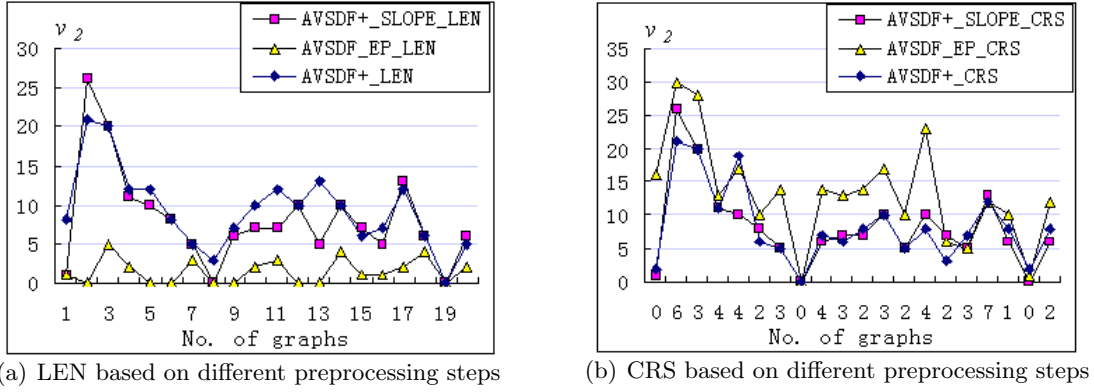 ν 2
AVSDF+_SLOPE_LEN
AVSDF_EP_LEN
AVSDF+_LEN
30
25
20
15
10
5
0
1 3 5 7 9 11 13 15 17 19
No. of graphs
(a) LEN based on different preprocessing steps
ν 2
AVSDF+_SLOPE_CRS
AVSDF_EP_CRS
AVSDF+_CRS
35
30
25
20
15
10
5
0
0 6 3 4 4 2 3 0 4 3 2 3 2 4 2 3 7 1 0 2
No. of graphs
(b) CRS based on different preprocessing steps